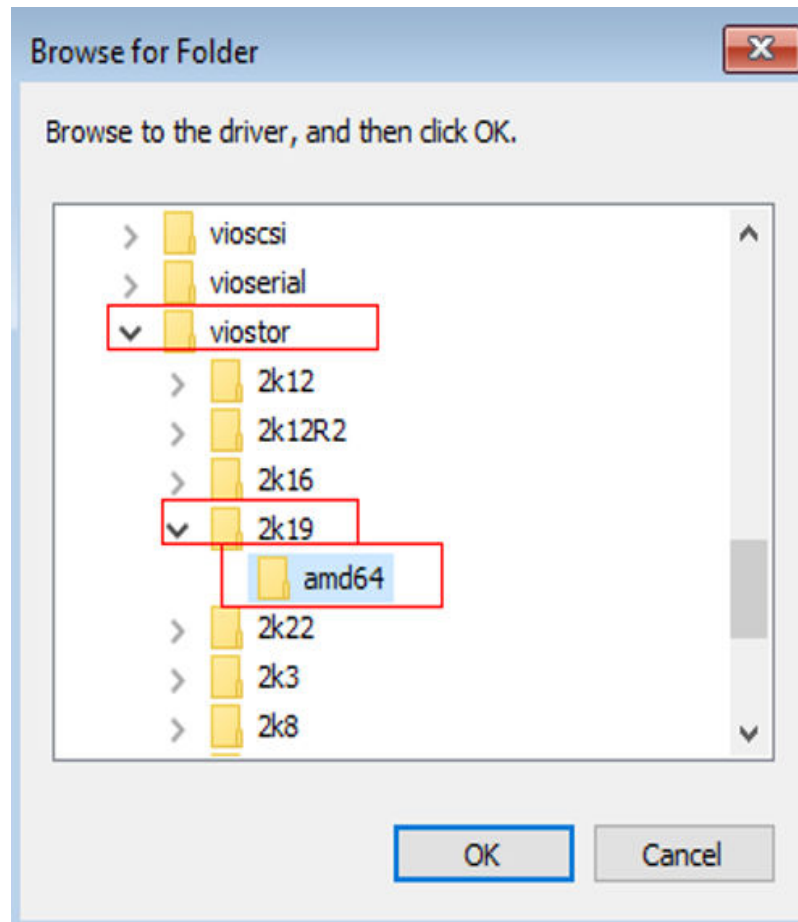 Browse for Folder
Browse to the driver, and then click OK.
vioscsi
vioserial
viostor
2k12
2k12R2
2k16
2k19
amd64
2k22
2k3
2k8
OK Cancel